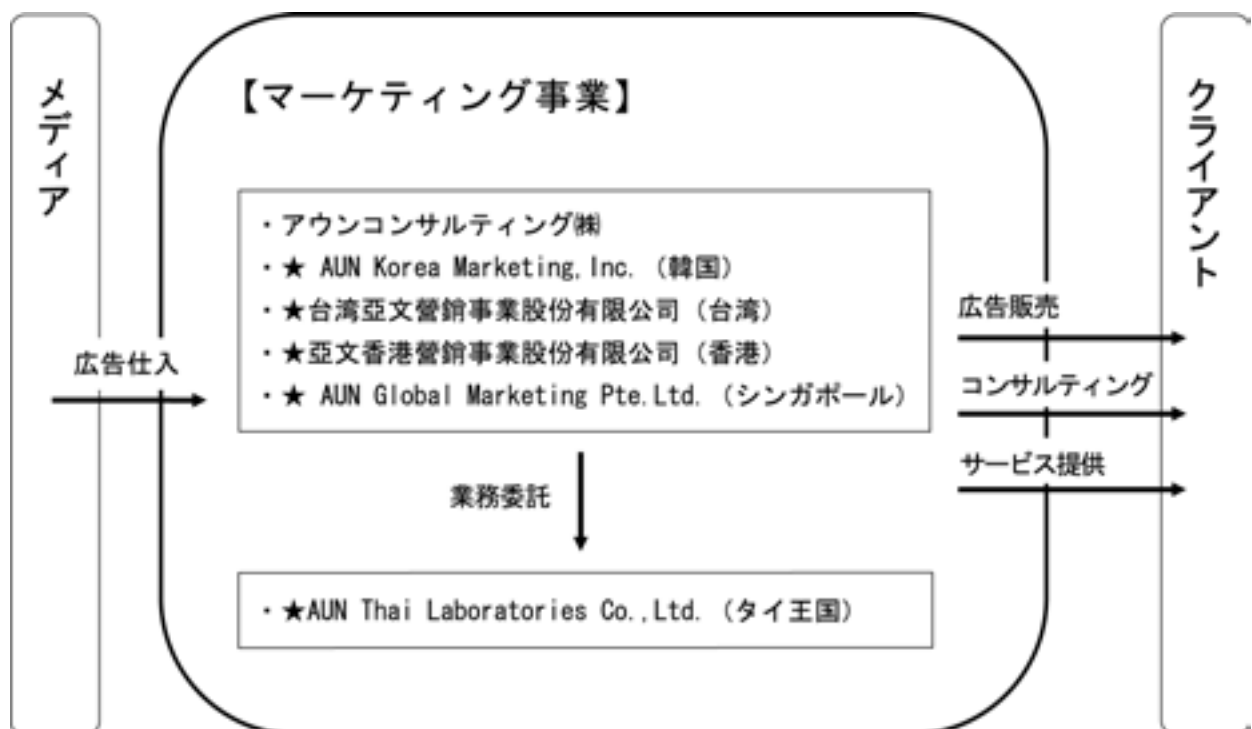 メディア
【マーケティング事業】
クライアント
・アウンコンサルティング㈱
・★ AUN Korea Marketing,Inc.（韓国）
・★台湾亞文營銷事業股份有限公司（台湾）
・★亞文香港營銷事業股份有限公司（香港）
・★ AUN Global Marketing Pte.Ltd.（シンガポール）
広告仕入
広告販売
コンサルティング
サービス提供
業務委託
・★AUN Thai Laboratories Co.,Ltd.（タイ王国）